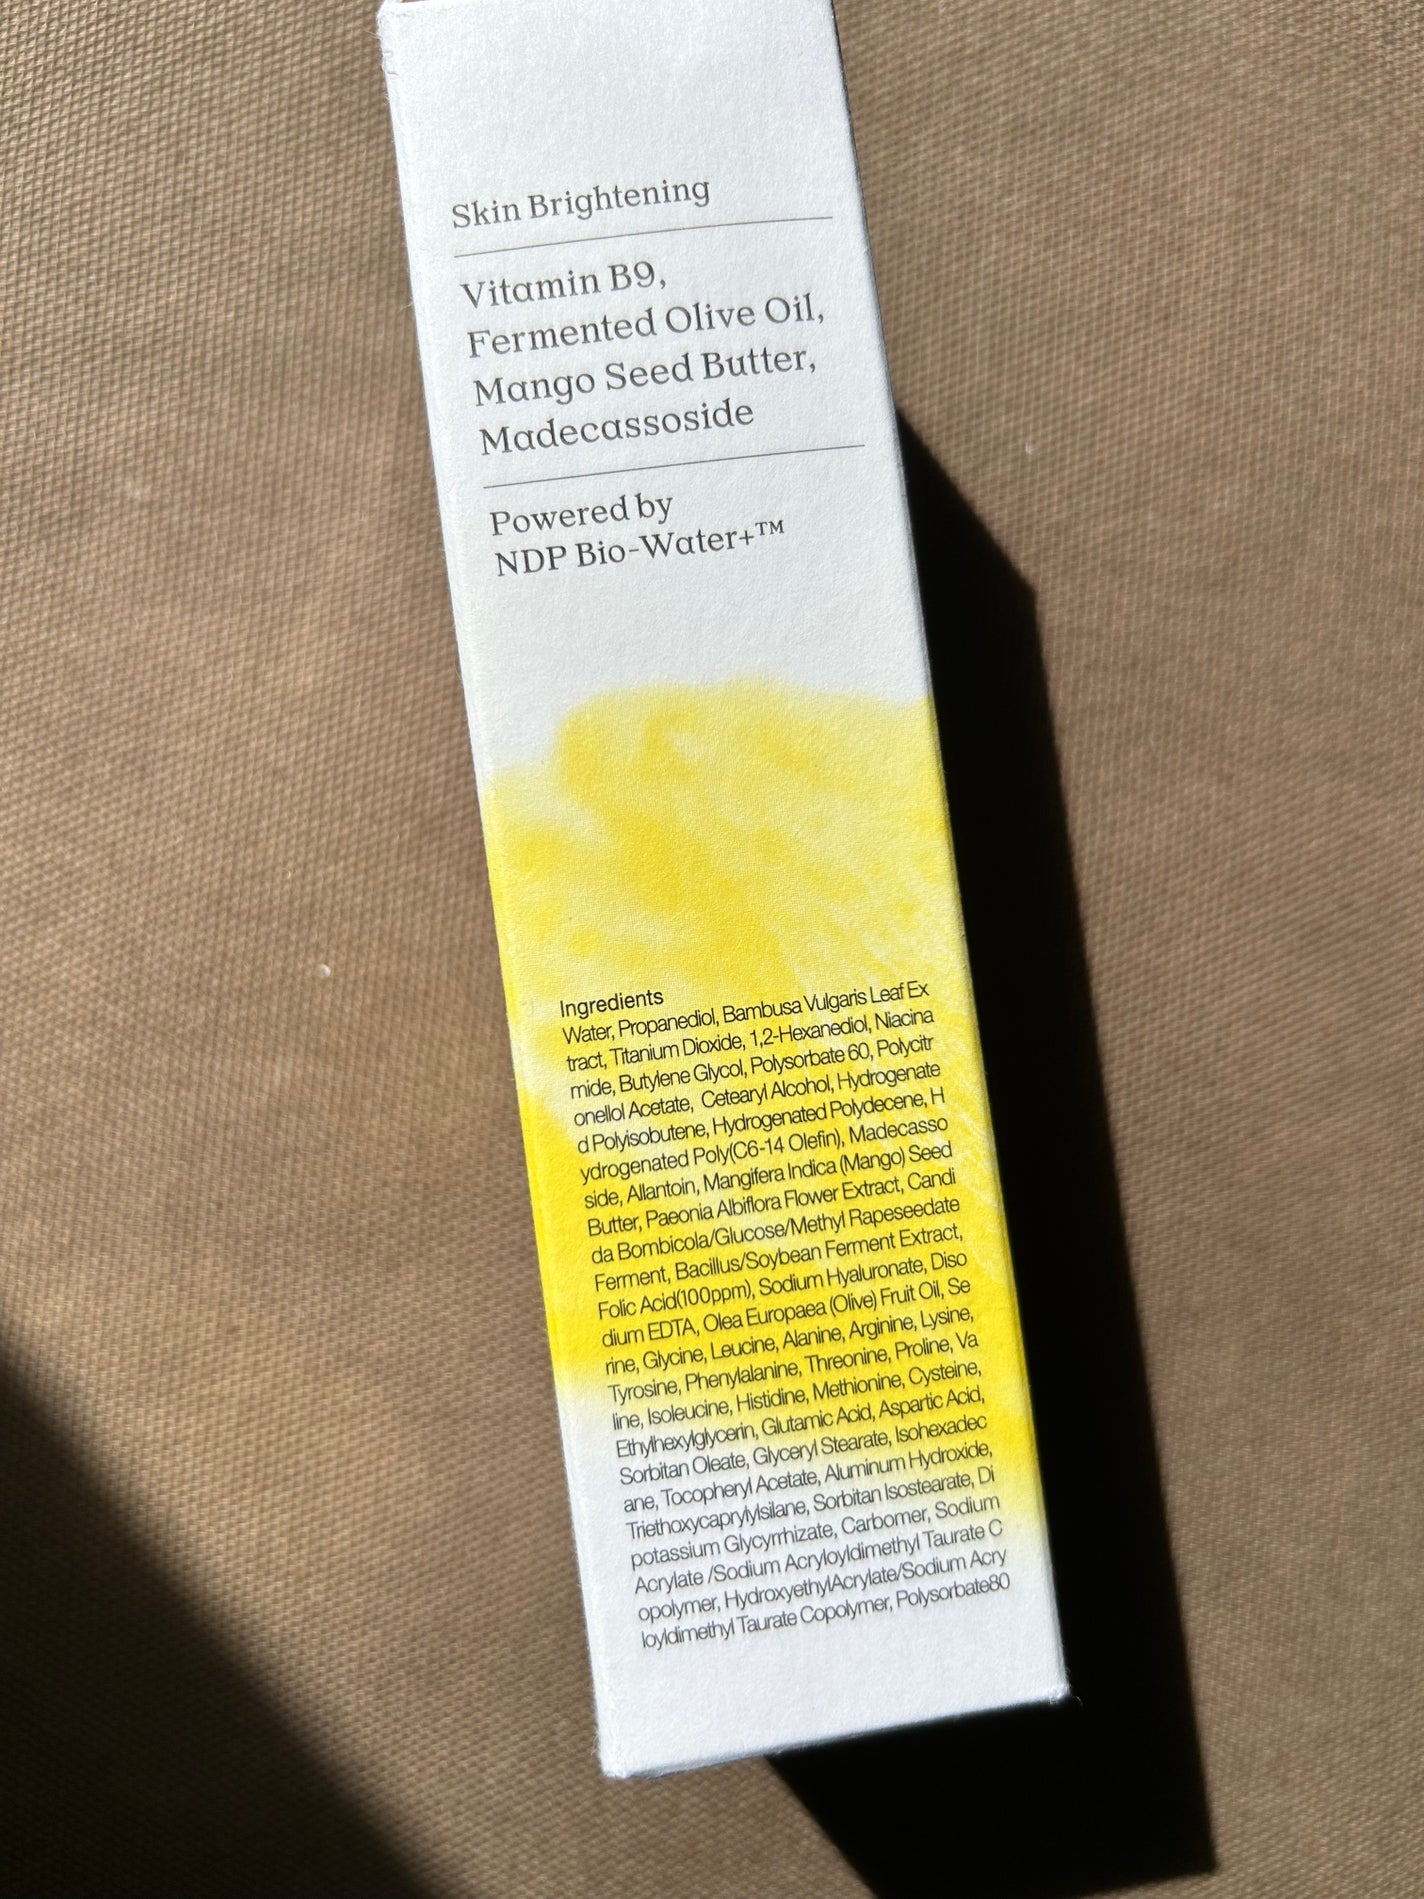 Skin Brightening
Vitamin B9,
Fermented Olive Oil,
Mango Seed Butter,
Madecassoside
Powered by
NDP Bio-Water+™
Ingredients
Water, Propanediol, Bambusa Vulgaris Leaf Ex
tract, Titanium Dioxide, 1,2-Hexanediol, Niacina
mide, Butylene Glycol, Polysorbate 60, Polycitr
onellol Acetate, Cetearyl Alcohol, Hydrogenate
d Polyisobutene, Hydrogenated Polydecene, H
ydrogenated Poly(C6-14 Olefin), Madecasso
side, Allantoin, Mangifera Indica (Mango) Seed
Butter, Paeonia Albiflora Flower Extract, Candi
da Bombicola/Glucose/Methyl Rapeseedate
Ferment, Bacillus/Soybean Ferment Extract,
Folic Acid(100ppm), Sodium Hyaluronate, Diso
dium EDTA, Olea Europaea (Olive) Fruit Oil, Se
rine, Glycine, Leucine, Alanine, Arginine, Lysine,
Tyrosine, Phenylalanine, Threonine, Proline, Va
line, Isoleucine, Histidine, Methionine, Cysteine,
Ethylhexylglycerin, Glutamic Acid, Aspartic Acid,
Sorbitan Oleate, Glyceryl Stearate, Isohexadec
ane, Tocopheryl Acetate, Aluminum Hydroxide,
Triethoxycaprylylsilane, Sorbitan Isostearate, Di
potassium Glycyrrhizate, Carbomer, Sodium
Acrylate /Sodium Acryloyldimethyl Taurate C
opolymer, HydroxyethylAcrylate/Sodium Acry
loyldimethyl Taurate Copolymer, Polysorbate80